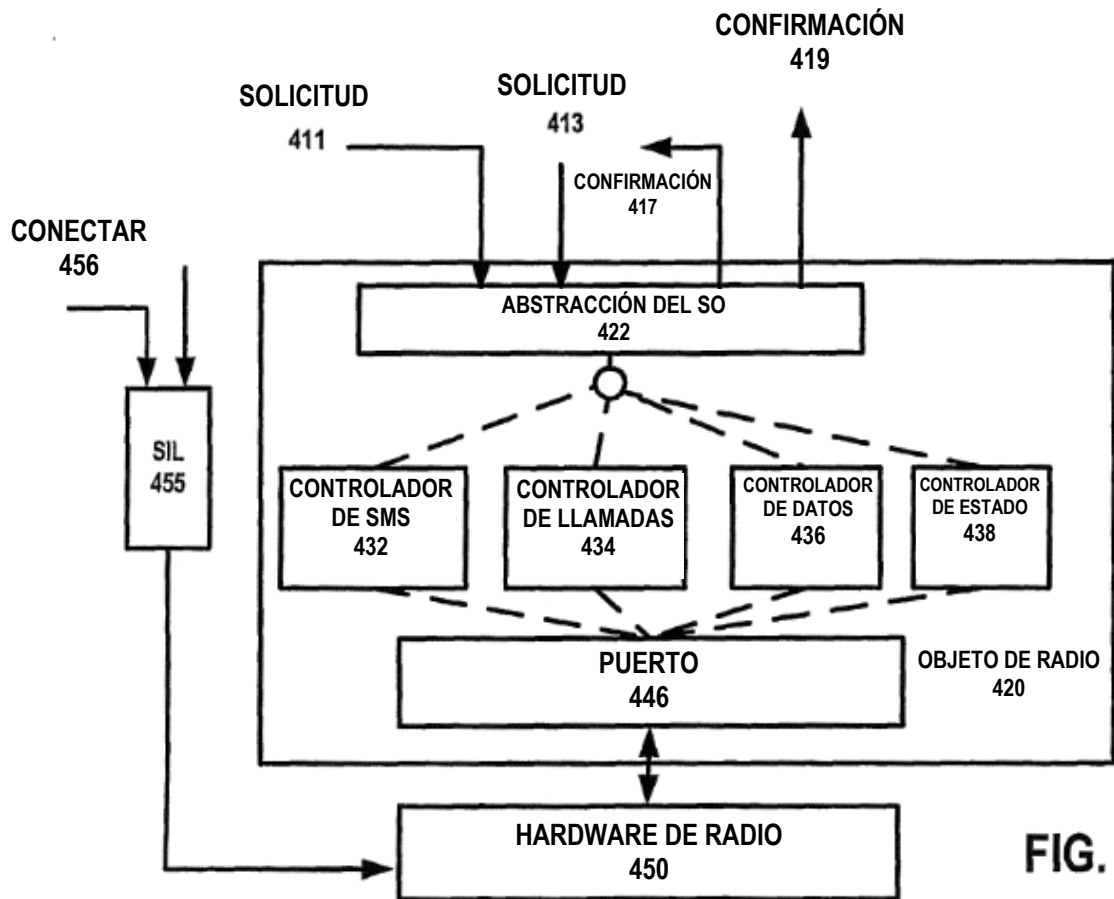 CONFIRMACIÓN
419
SOLICITUD
411
SOLICITUD
413
CONFIRMACIÓN
417
CONECTAR
456
ABSTRACCIÓN DEL SO
422
SIL
455
CONTROLADOR
DE SMS
432
CONTROLADOR
DE LLAMADAS
434
CONTROLADOR
DE DATOS
436
CONTROLADOR
DE ESTADO
438
PUERTO
446
OBJETO DE RADIO
420
HARDWARE DE RADIO
450
FIG.